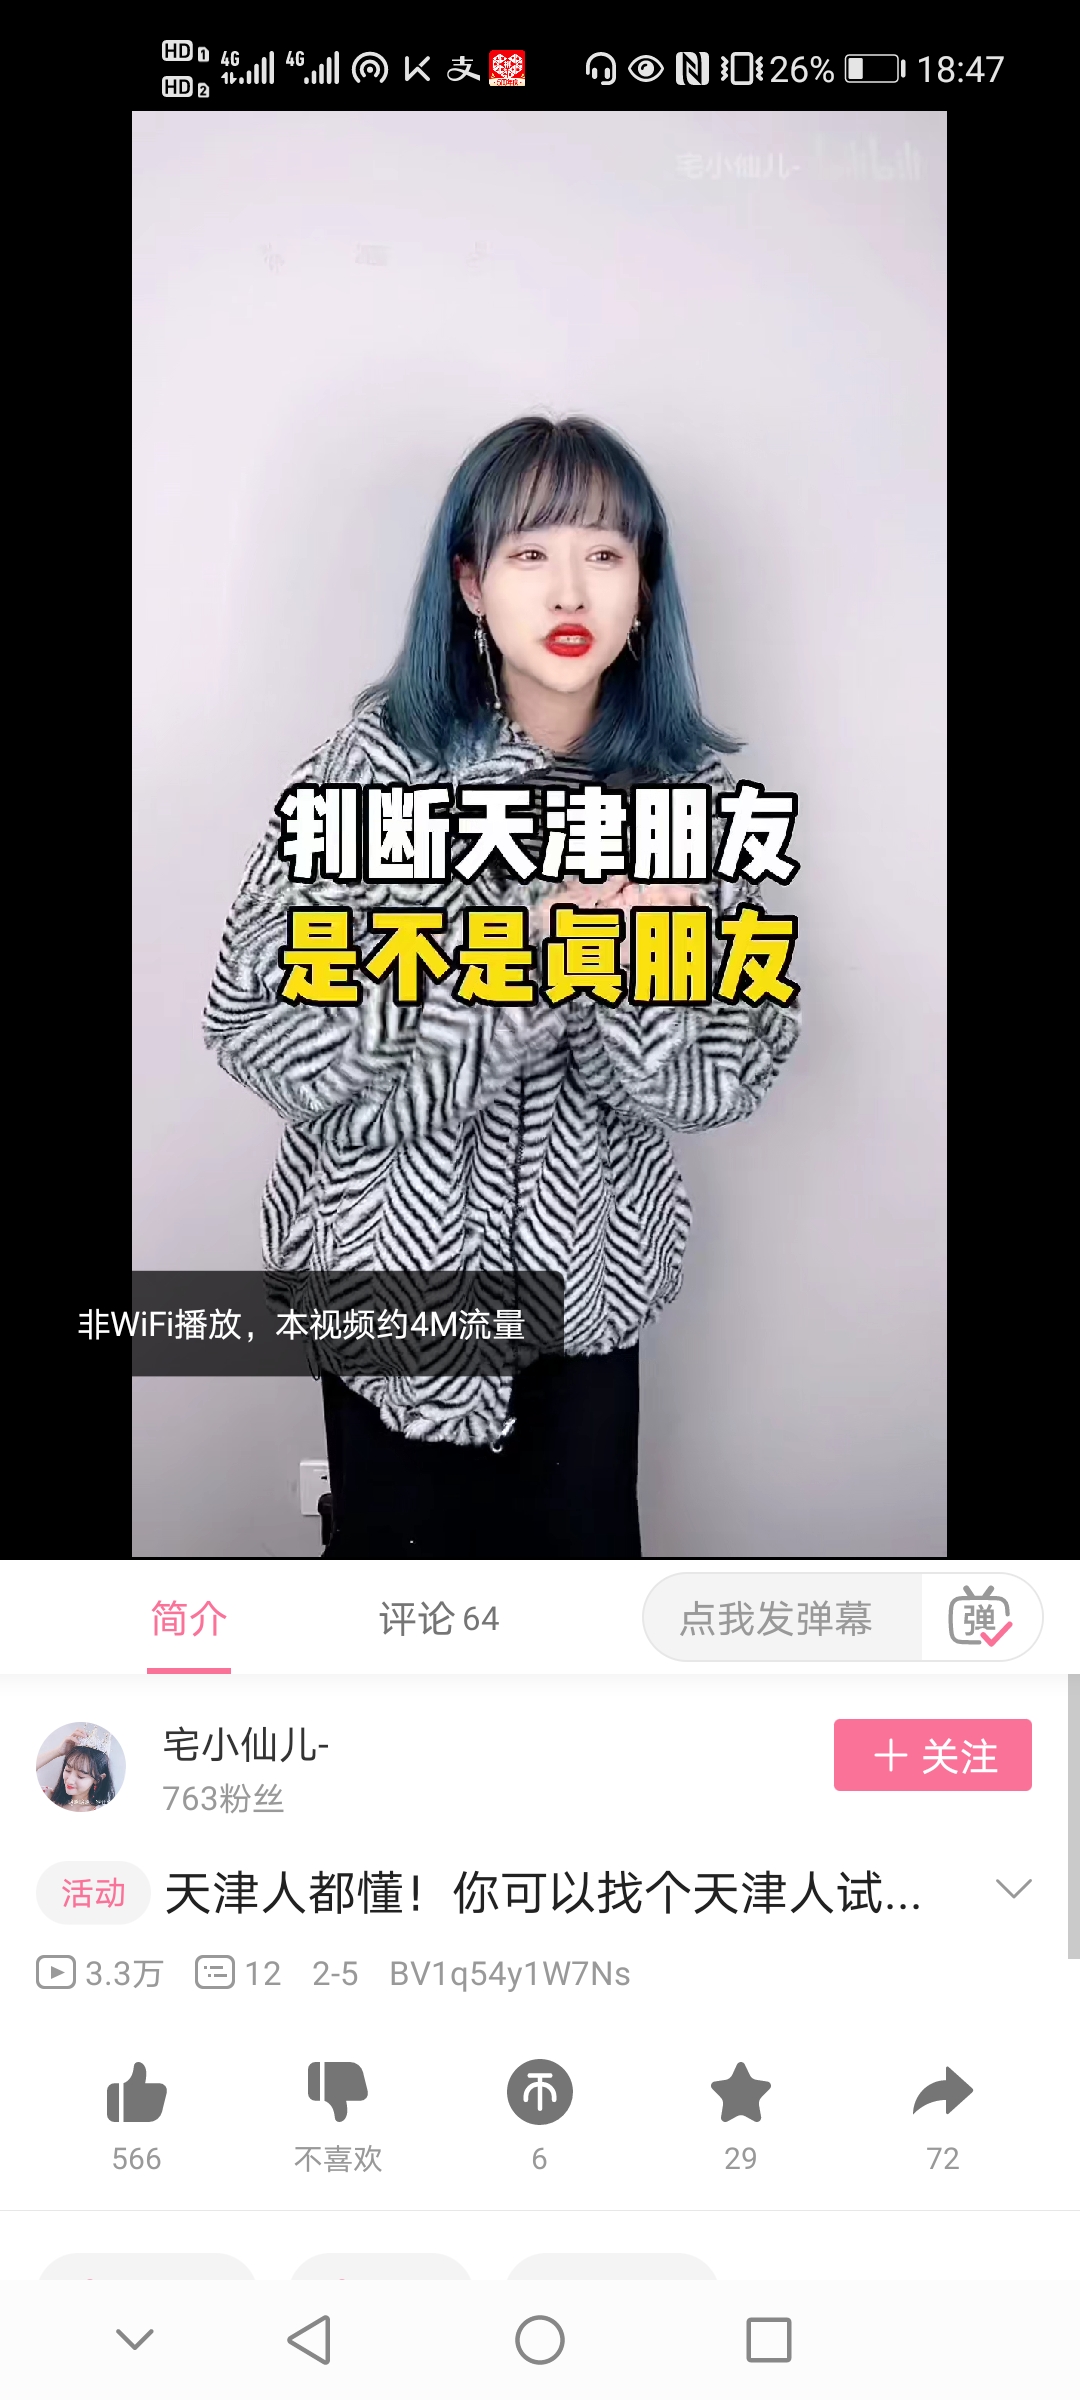 HD 1 4G 4G 支 26% 18:47
HD 2
宅小仙儿- bilibili
判断天津朋友
是不是真朋友
非WiFi播放，本视频约4M流量
简介 评论 64 点我发弹幕 弹
宅小仙儿-
763粉丝
+ 关注
活动 天津人都懂！你可以找个天津人试...
3.3万 12 2-5 BV1q54y1W7Ns
566 不喜欢 6 29 72